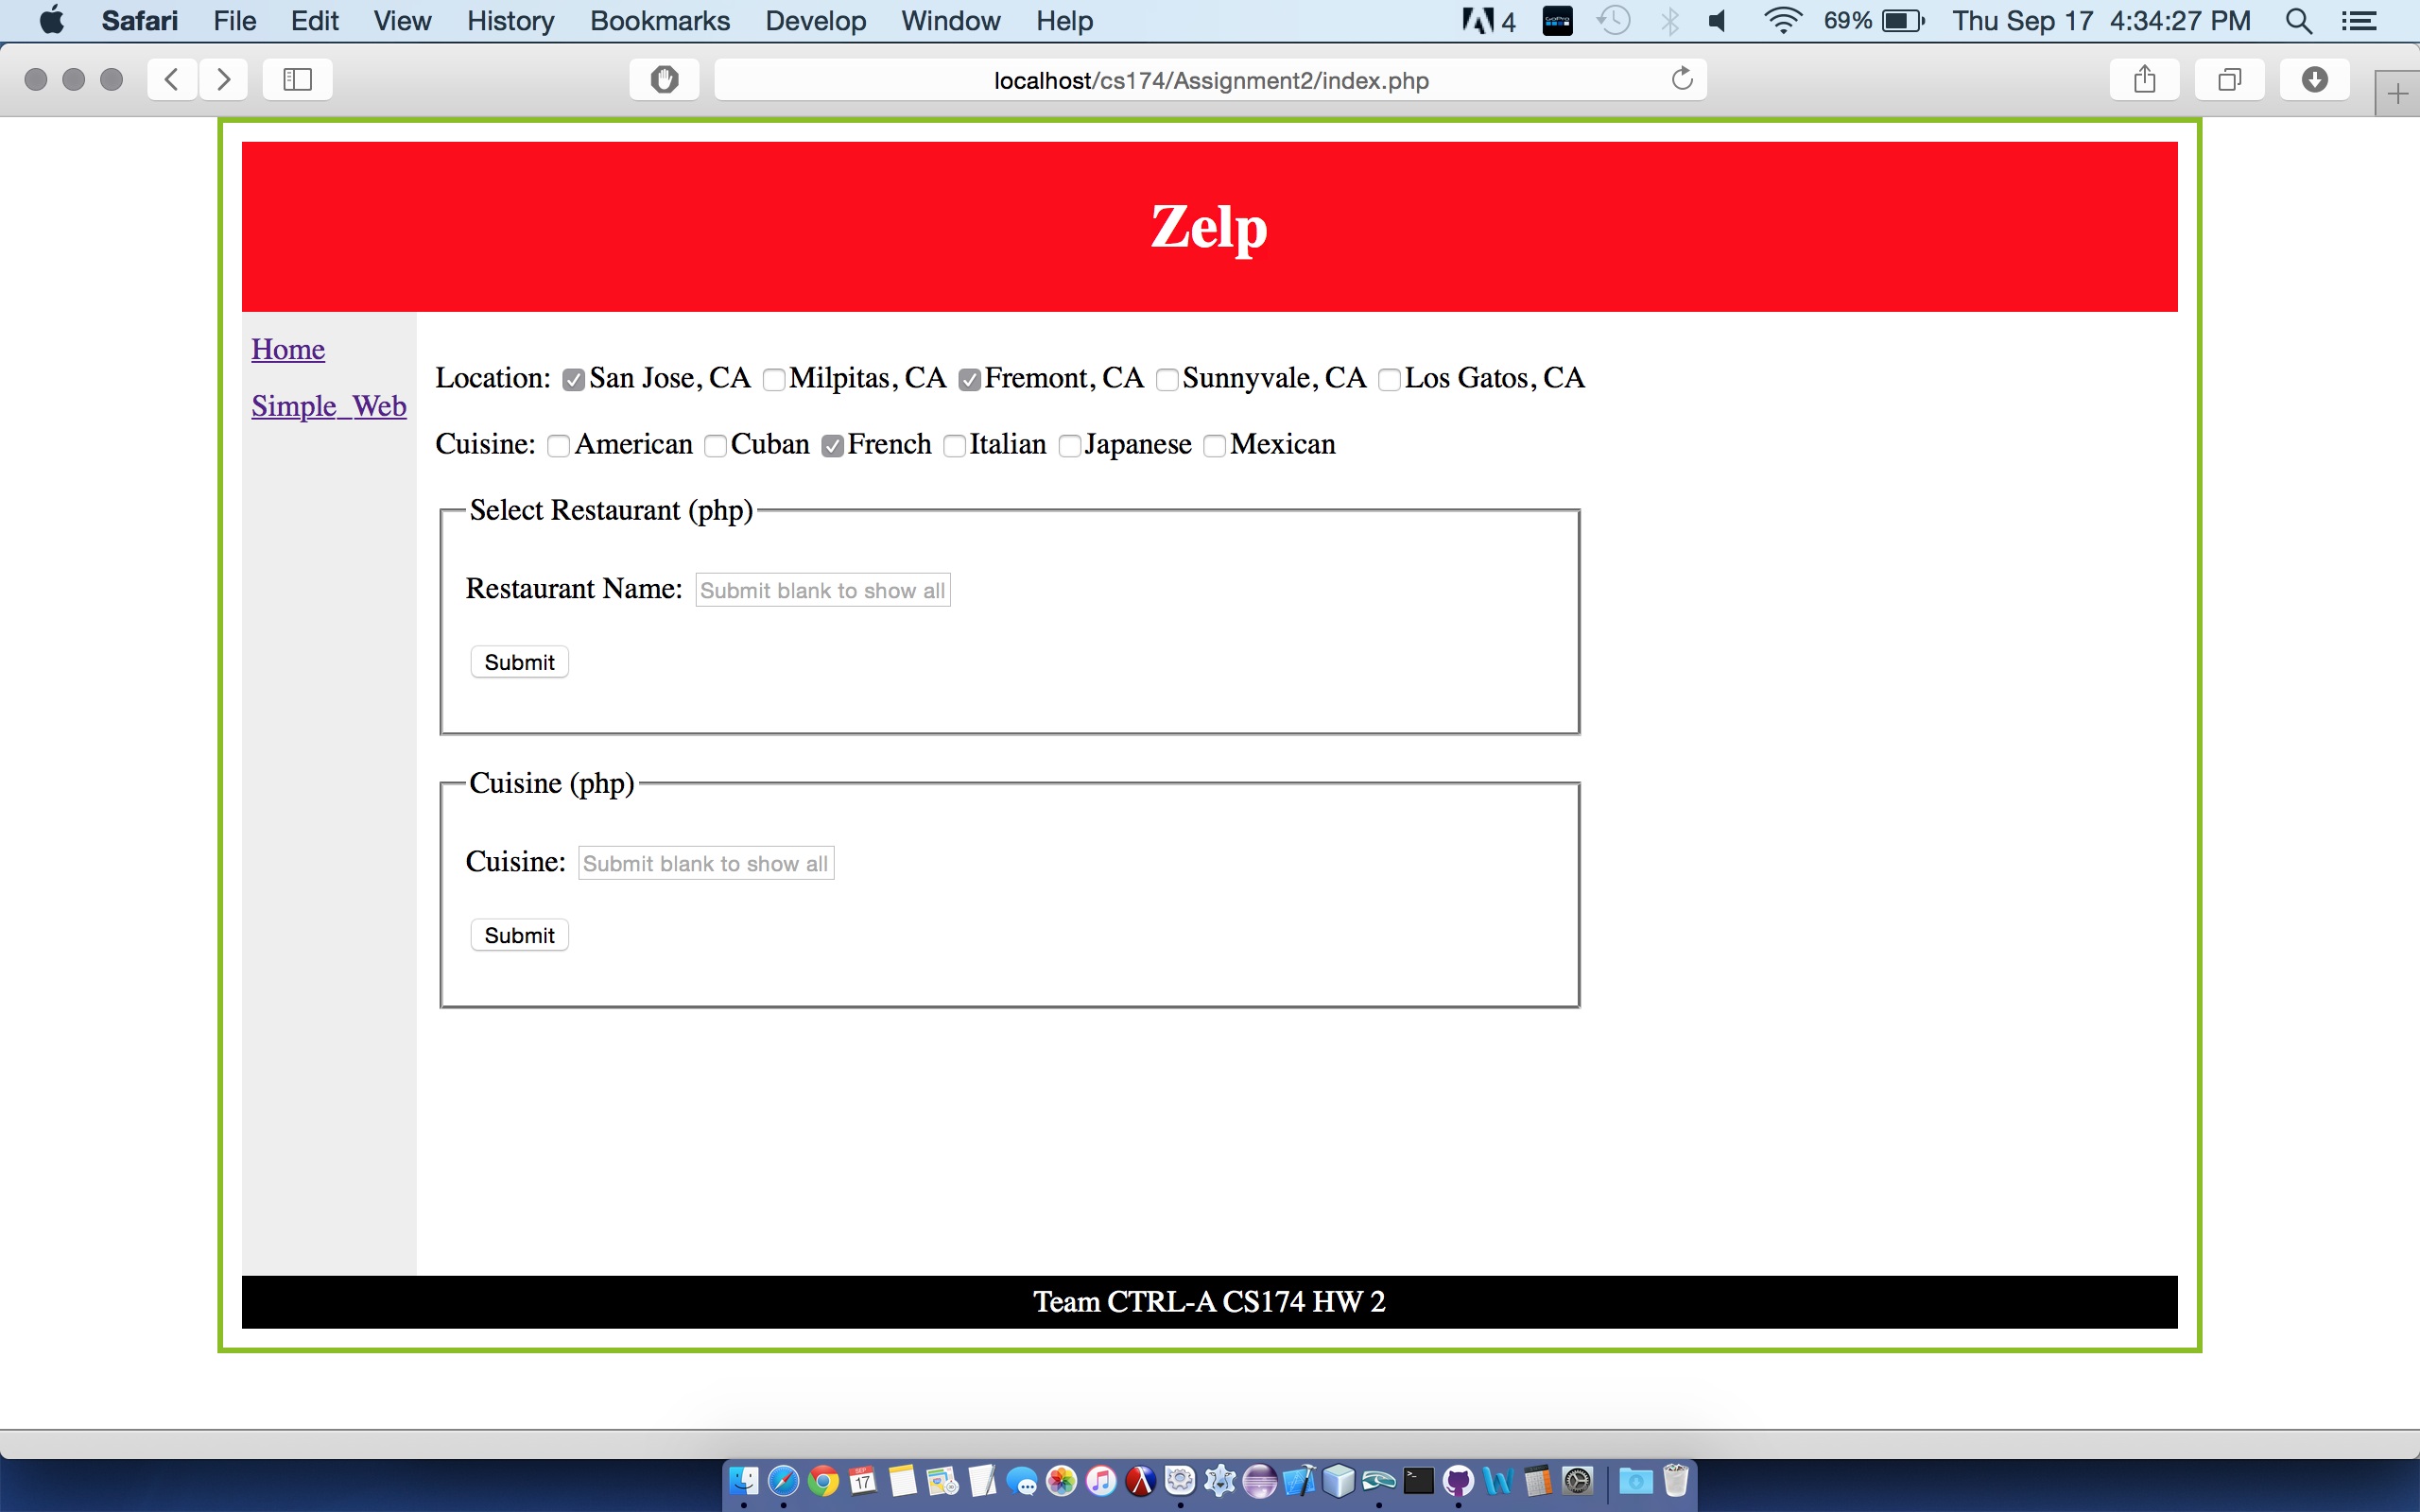 Safari File Edit View History Bookmarks Develop Window Help 4 GoPro 69% Thu Sep 17 4:34:27 PM
localhost/cs174/Assignment2/index.php
Zelp
Home
Simple_Web
Location: San Jose, CA Milpitas, CA Fremont, CA Sunnyvale, CA Los Gatos, CA
Cuisine: American Cuban French Italian Japanese Mexican
Select Restaurant (php)
Restaurant Name: Submit blank to show all
Submit
Cuisine (php)
Cuisine: Submit blank to show all
Submit
Team CTRL-A CS174 HW 2
SEP
17